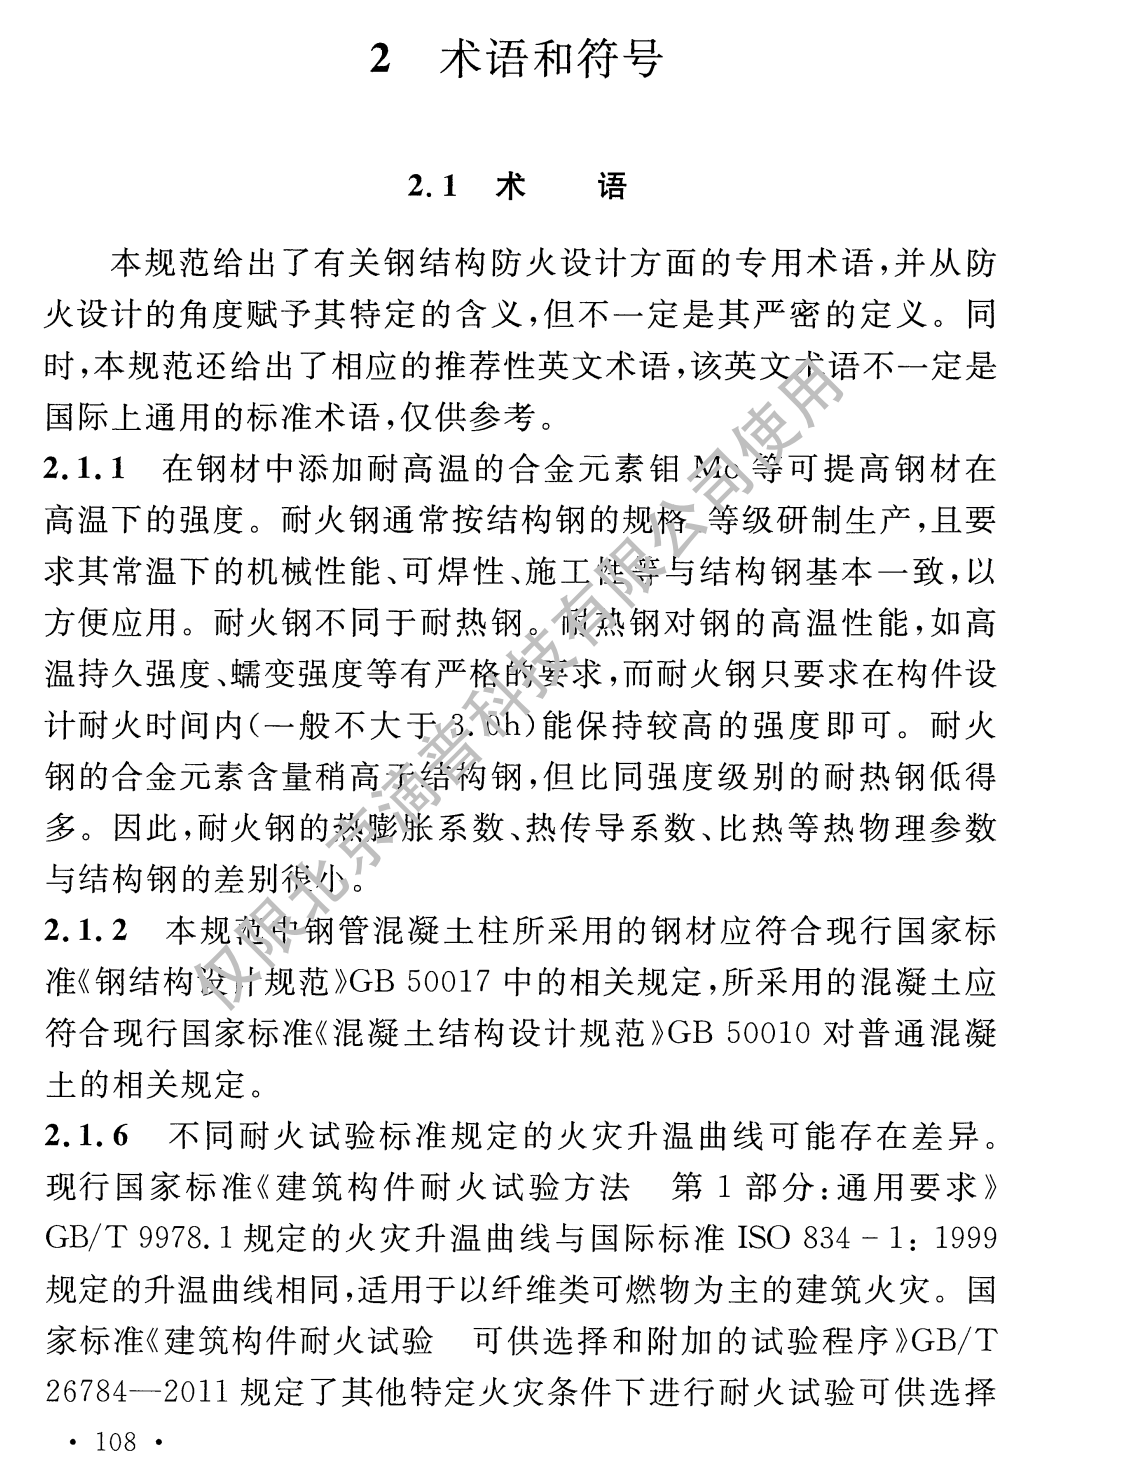 2 术语和符号
2.1 术 语
本规范给出了有关钢结构防火设计方面的专用术语,并从防
火设计的角度赋予其特定的含义,但不一定是其严密的定义。同
时,本规范还给出了相应的推荐性英文术语,该英文术语不一定是
国际上通用的标准术语,仅供参考。
2.1.1 在钢材中添加耐高温的合金元素钼 Mo 等可提高钢材在
高温下的强度。耐火钢通常按结构钢的规格、等级研制生产,且要
求其常温下的机械性能、可焊性、施工性等与结构钢基本一致,以
方便应用。耐火钢不同于耐热钢。耐热钢对钢的高温性能,如高
温持久强度、蠕变强度等有严格的要求,而耐火钢只要求在构件设
计耐火时间内(一般不大于 3.0h)能保持较高的强度即可。耐火
钢的合金元素含量稍高于结构钢,但比同强度级别的耐热钢低得
多。因此,耐火钢的热膨胀系数、热传导系数、比热等热物理参数
与结构钢的差别很小。
2.1.2 本规范中钢管混凝土柱所采用的钢材应符合现行国家标
准《钢结构设计规范》GB 50017 中的相关规定,所采用的混凝土应
符合现行国家标准《混凝土结构设计规范》GB 50010 对普通混凝
土的相关规定。
2.1.6 不同耐火试验标准规定的火灾升温曲线可能存在差异。
现行国家标准《建筑构件耐火试验方法 第 1 部分:通用要求》
GB/T 9978.1 规定的火灾升温曲线与国际标准 ISO 834-1: 1999
规定的升温曲线相同,适用于以纤维类可燃物为主的建筑火灾。国
家标准《建筑构件耐火试验 可供选择和附加的试验程序》GB/T
26784—2011 规定了其他特定火灾条件下进行耐火试验可供选择
• 108 •
仅限北京滴普科技有限公司使用